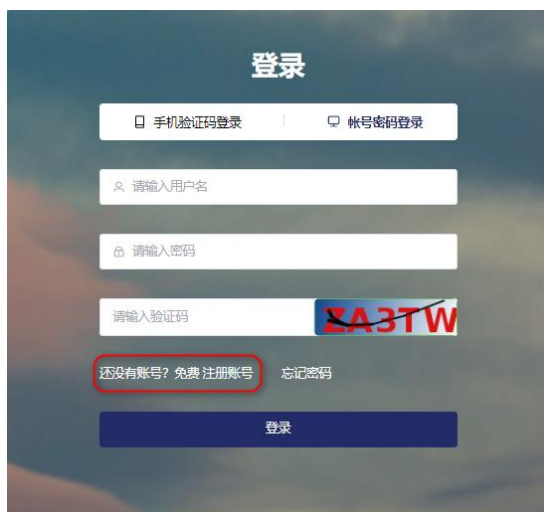 登录
手机验证码登录 帐号密码登录
请输入用户名
请输入密码
请输入验证码 ZA3TW
还没有账号？免费 注册账号 忘记密码
登录